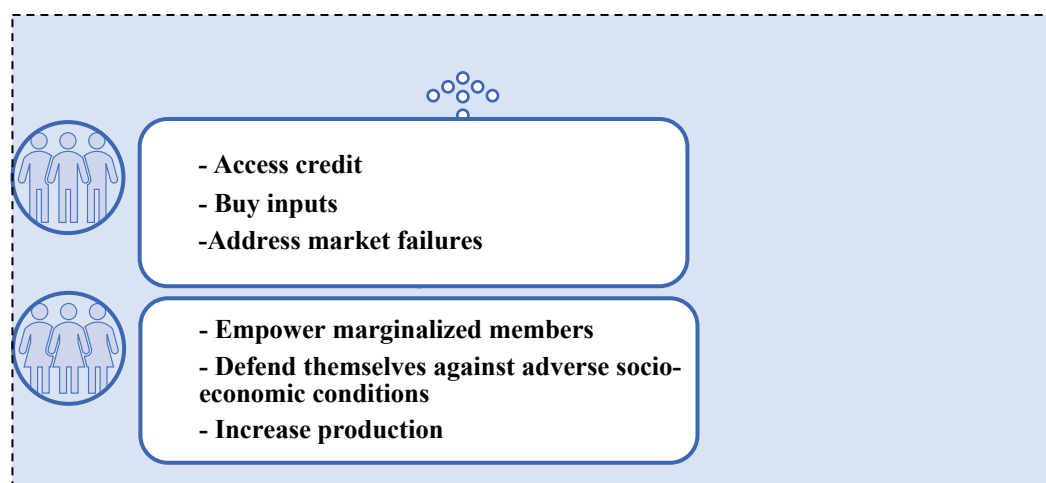 - Access credit
- Buy inputs
-Address market failures
- Empower marginalized members
- Defend themselves against adverse socio-
economic conditions
- Increase production